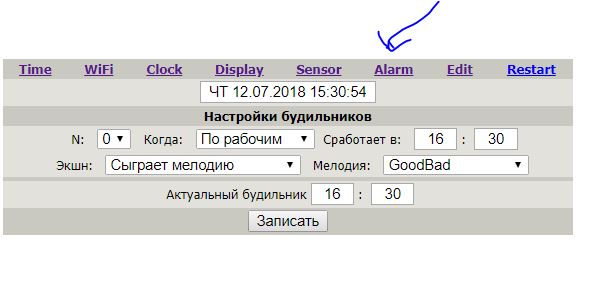 Time WiFi Clock Display Sensor Alarm Edit Restart
ЧТ 12.07.2018 15:30:54
Настройки будильников
N: 0 Когда: По рабочим Сработает в: 16 : 30
Экшн: Сыграет мелодию Мелодия: GoodBad
Актуальный будильник 16 : 30
Записать